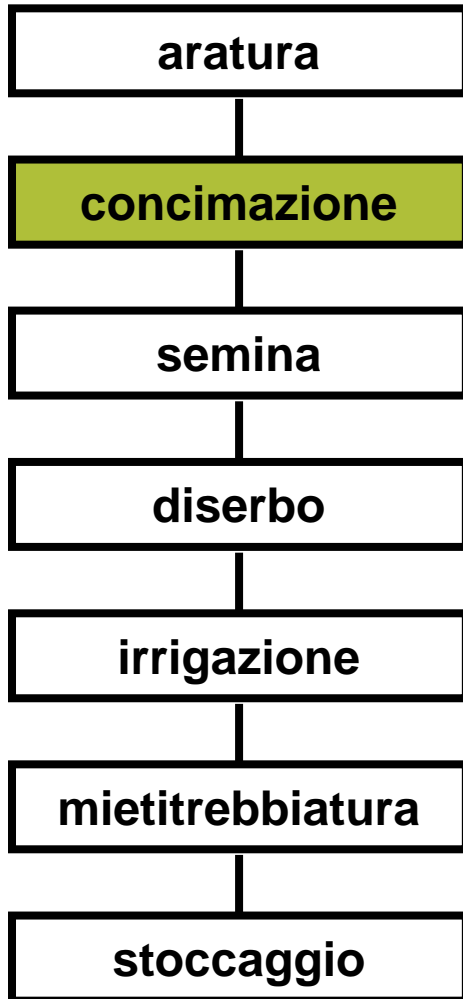 aratura
concimazione
semina
diserbo
irrigazione
mietitrebbiatura
stoccaggio